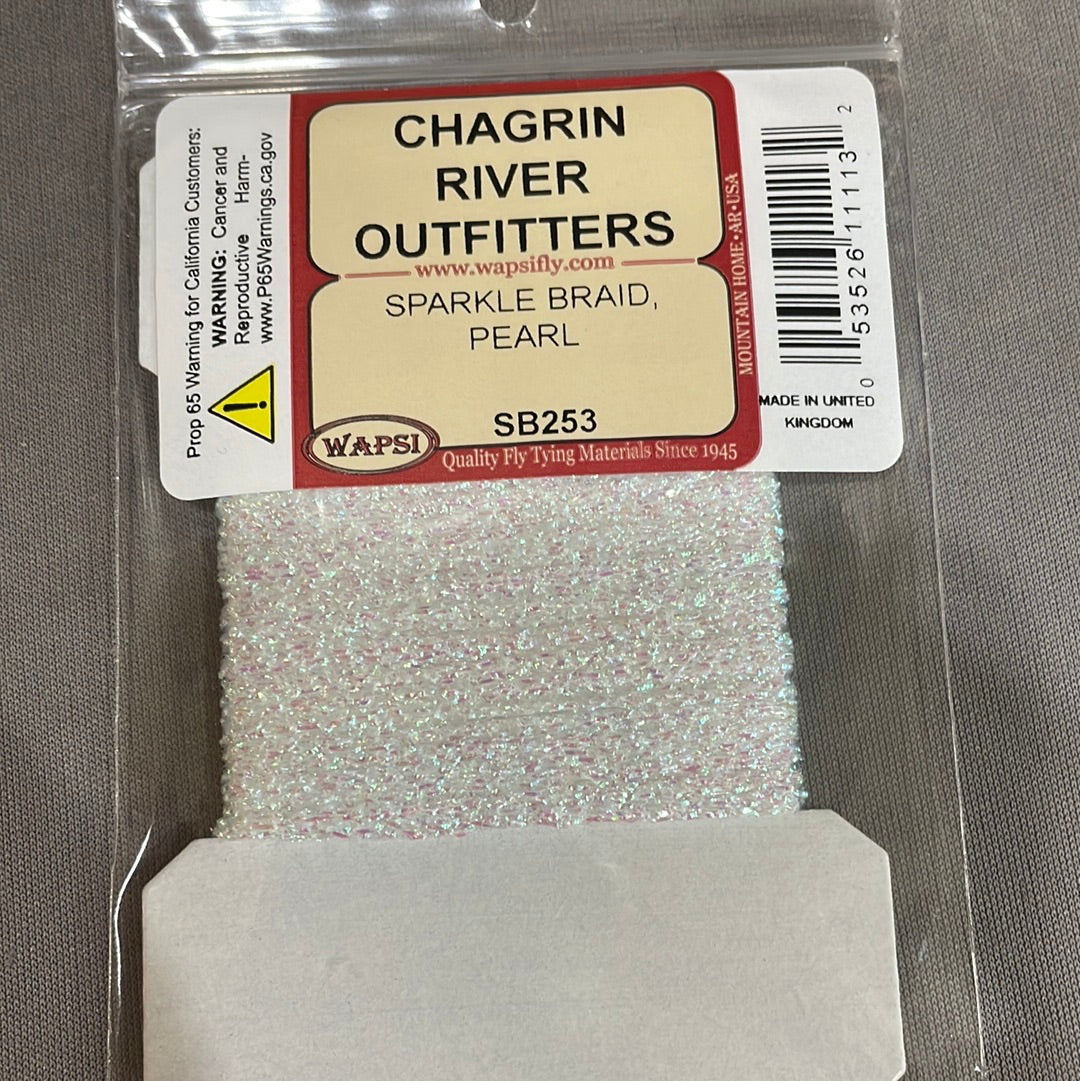 Prop 65 Warning for California Customers:
WARNING: Cancer and
Reproductive Harm-
www.P65Warnings.ca.gov
!
CHAGRIN
RIVER
OUTFITTERS
www.wapsifly.com
SPARKLE BRAID,
PEARL
SB253
WAPSI
Quality Fly Tying Materials Since 1945
MOUNTAIN HOME•AR•USA
0 53526 11113 2
MADE IN UNITED
KINGDOM